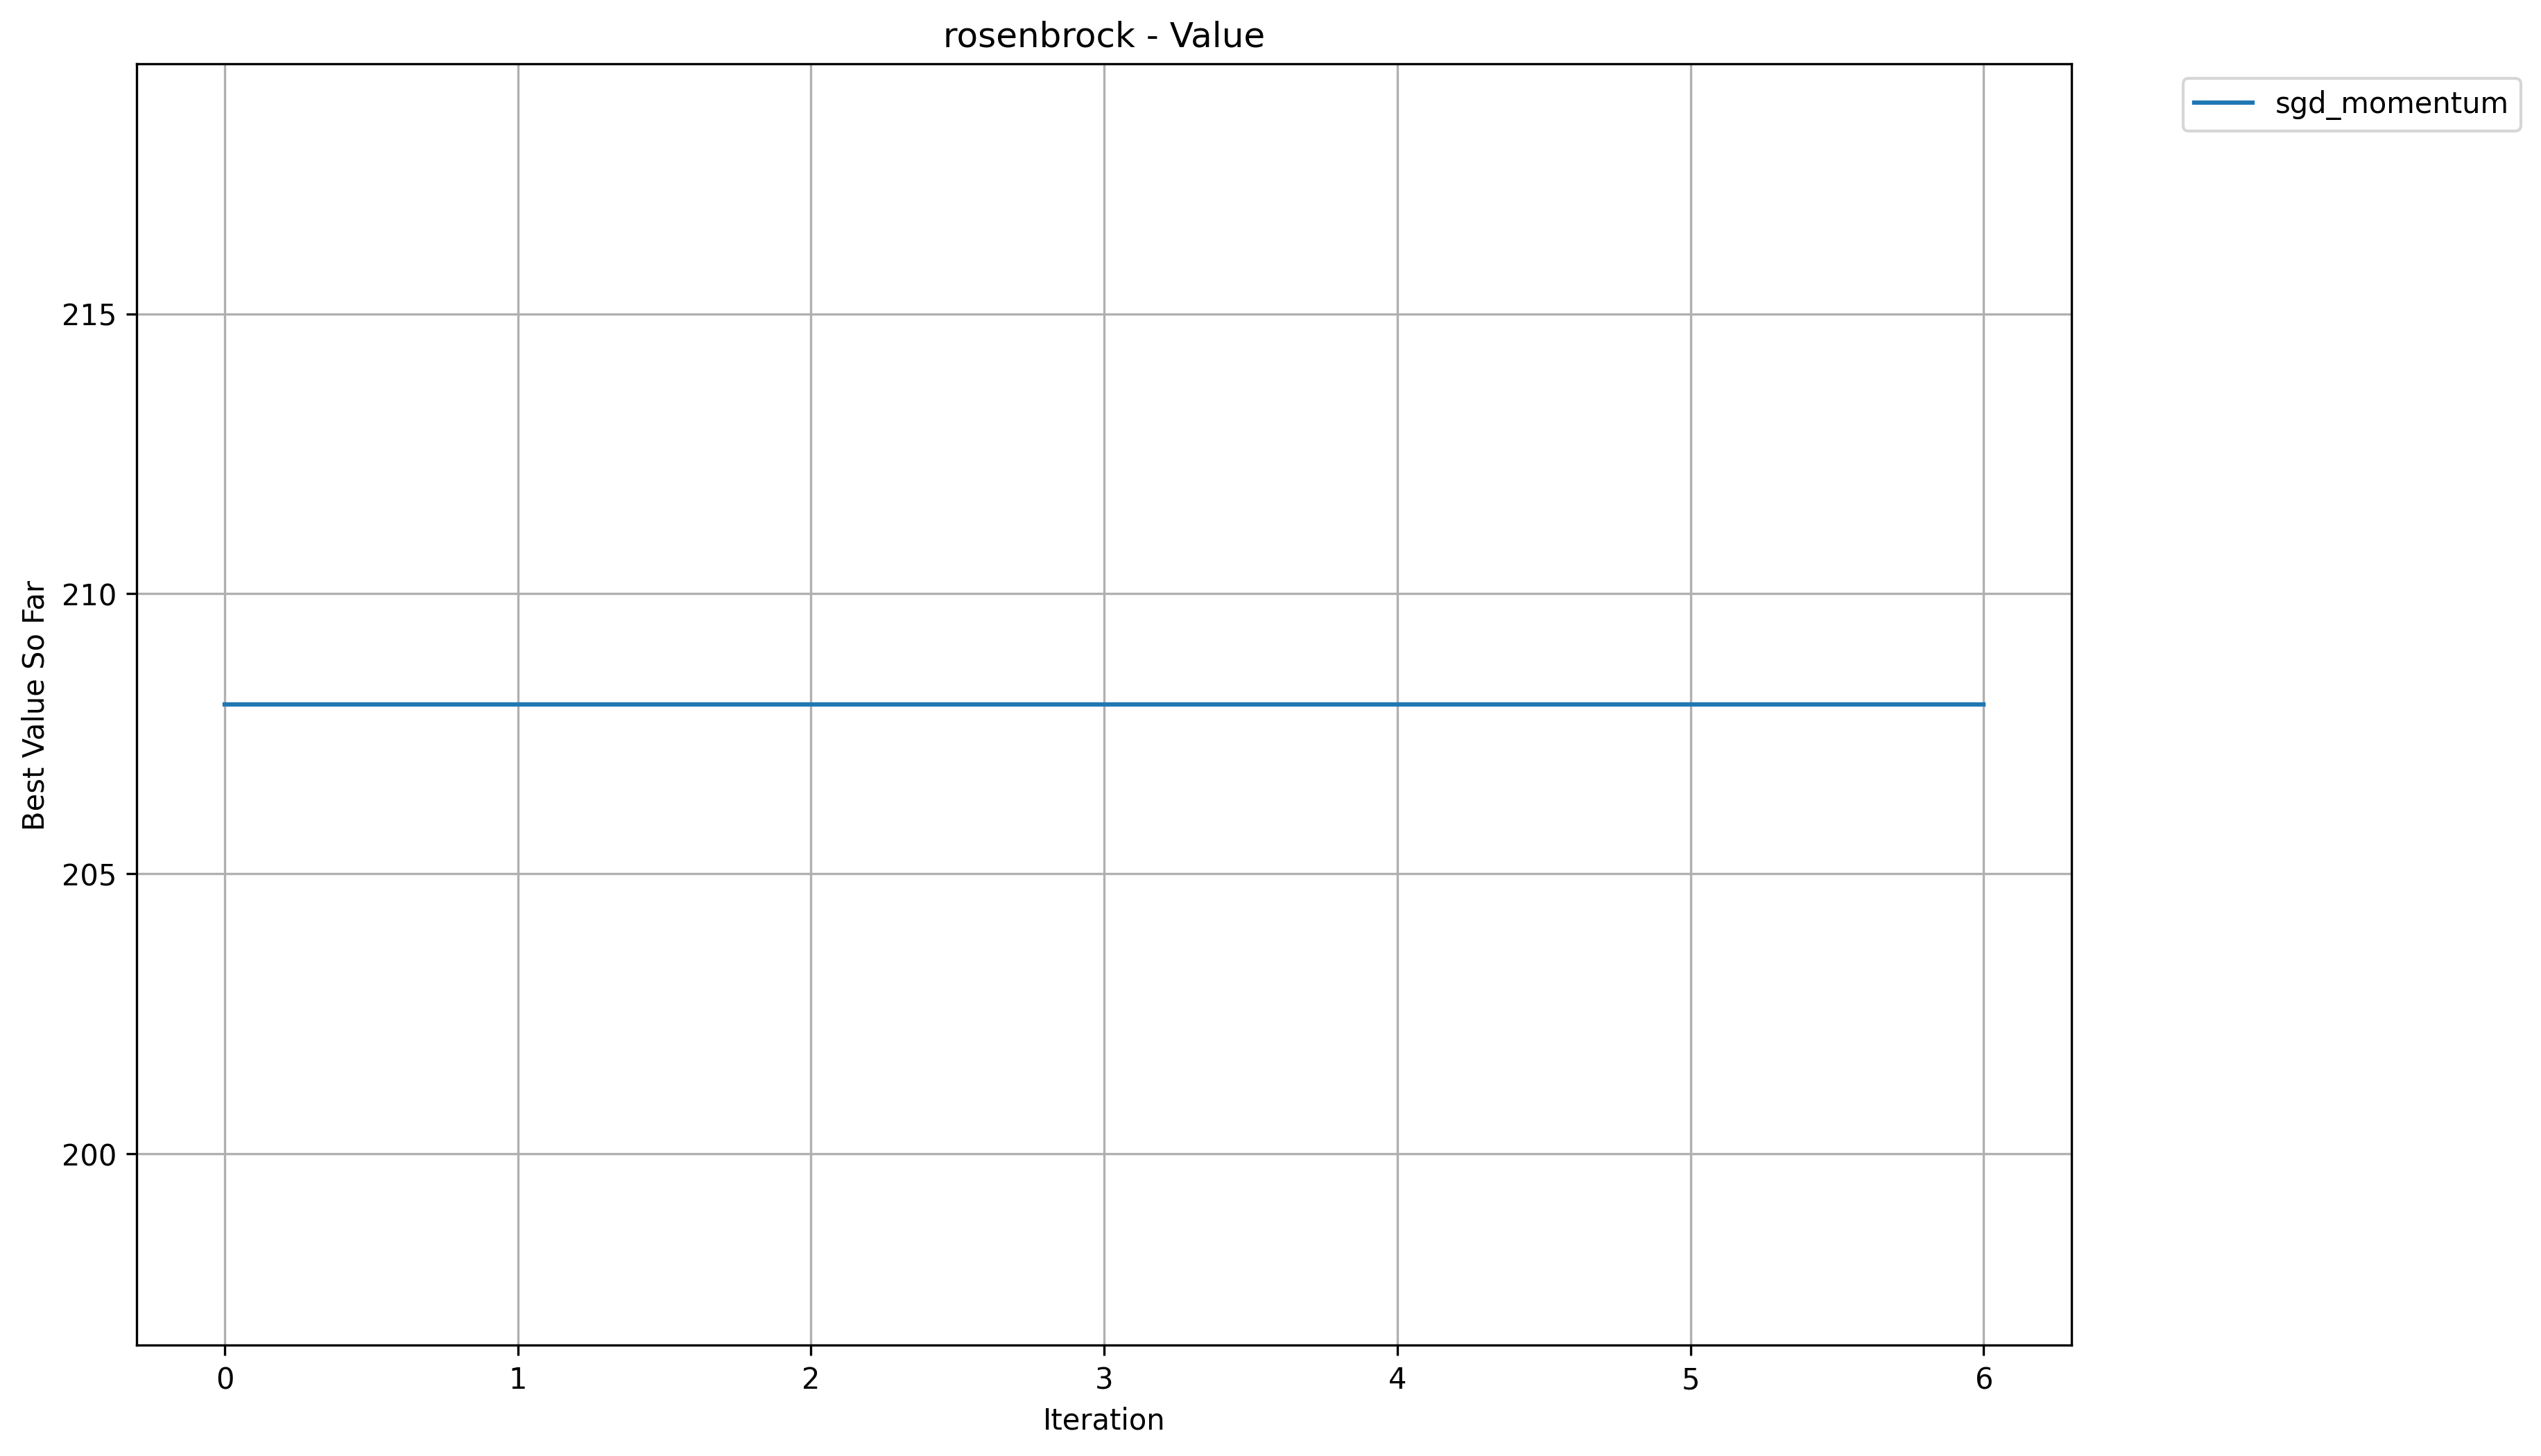 rosenbrock - Value
sgd_momentum
Best Value So Far
215
210
205
200
0 1 2 3 4 5 6
Iteration